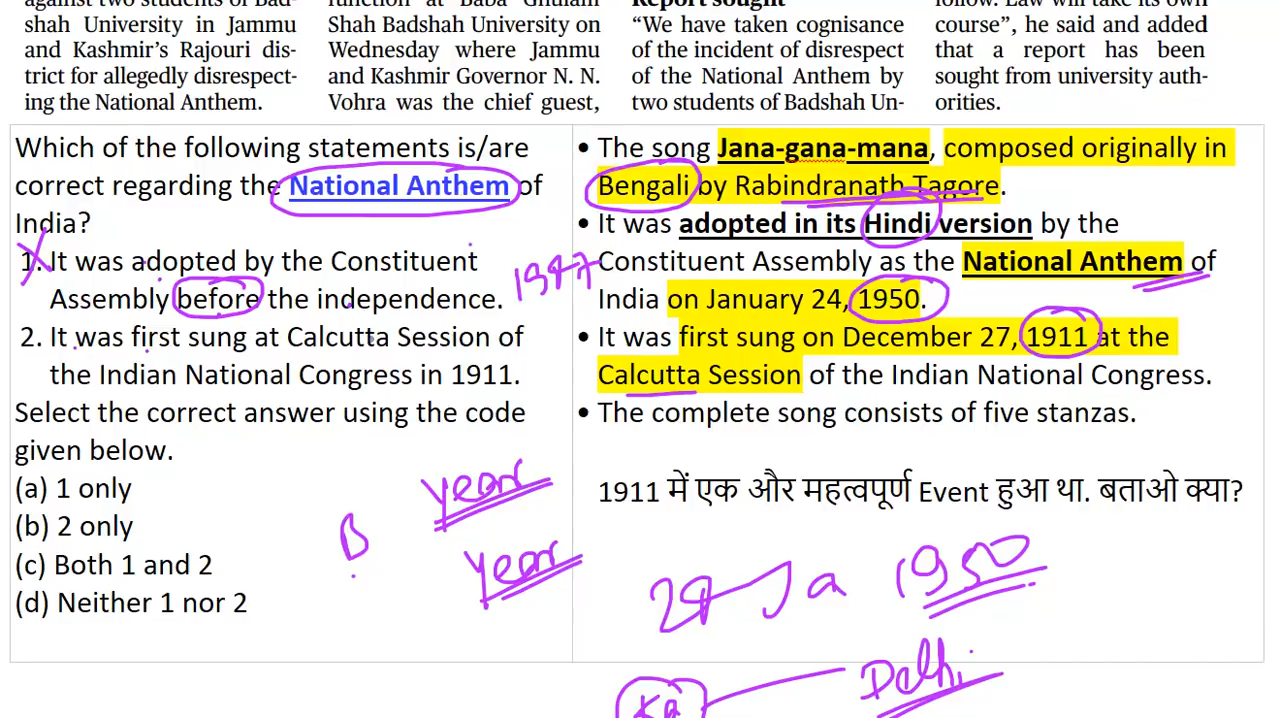 against two students of Bad-
shah University in Jammu
and Kashmir's Rajouri dis-
trict for allegedly disrespect-
ing the National Anthem.
function at Baba Ghulam
Shah Badshah University on
Wednesday where Jammu
and Kashmir Governor N. N.
Vohra was the chief guest,
Report sought
“We have taken cognisance
of the incident of disrespect
of the National Anthem by
two students of Badshah Un-
follow. Law will take its own
course”, he said and added
that a report has been
sought from university auth-
orities.
Which of the following statements is/are
correct regarding the National Anthem of
India?
1. It was adopted by the Constituent
Assembly before the independence.
1947
2. It was first sung at Calcutta Session of
the Indian National Congress in 1911.
Select the correct answer using the code
given below.
(a) 1 only
(b) 2 only
(c) Both 1 and 2
(d) Neither 1 nor 2
B
year
year
• The song Jana-gana-mana, composed originally in
Bengali by Rabindranath Tagore.
• It was adopted in its Hindi version by the
Constituent Assembly as the National Anthem of
India on January 24, 1950.
• It was first sung on December 27, 1911 at the
Calcutta Session of the Indian National Congress.
• The complete song consists of five stanzas.
1911 में एक और महत्वपूर्ण Event हुआ था. बताओ क्या?
24 Ja 1950
Delhi